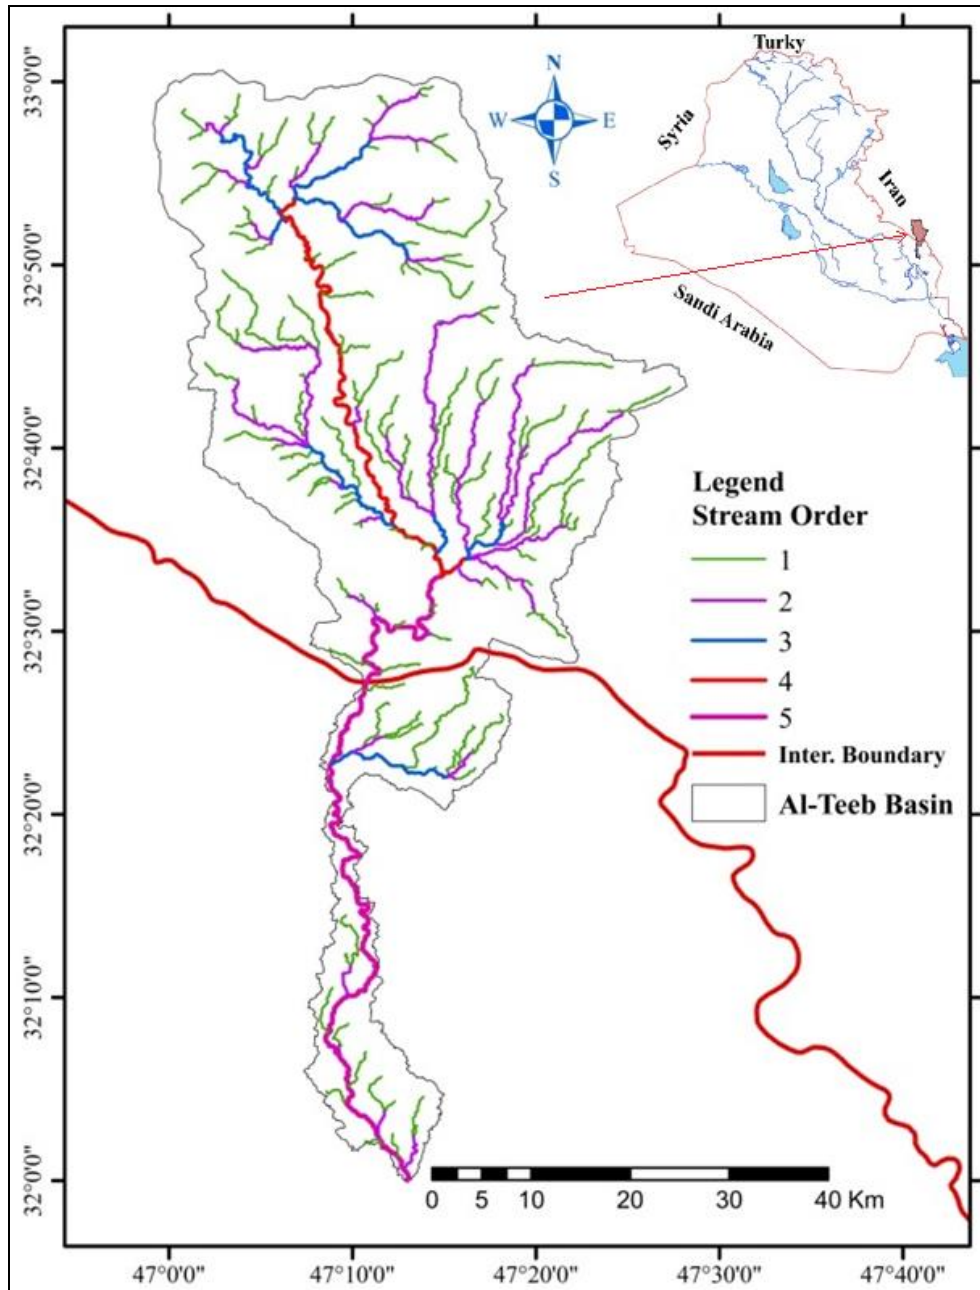 Turky
N
W E
S
Syria
Iran
Saudi Arabia
33°0'0"
32°50'0"
32°40'0"
32°30'0"
32°20'0"
32°10'0"
32°0'0"
Legend
Stream Order
1
2
3
4
5
Inter. Boundary
Al-Teeb Basin
0 5 10 20 30 40 Km
47°0'0" 47°10'0" 47°20'0" 47°30'0" 47°40'0"